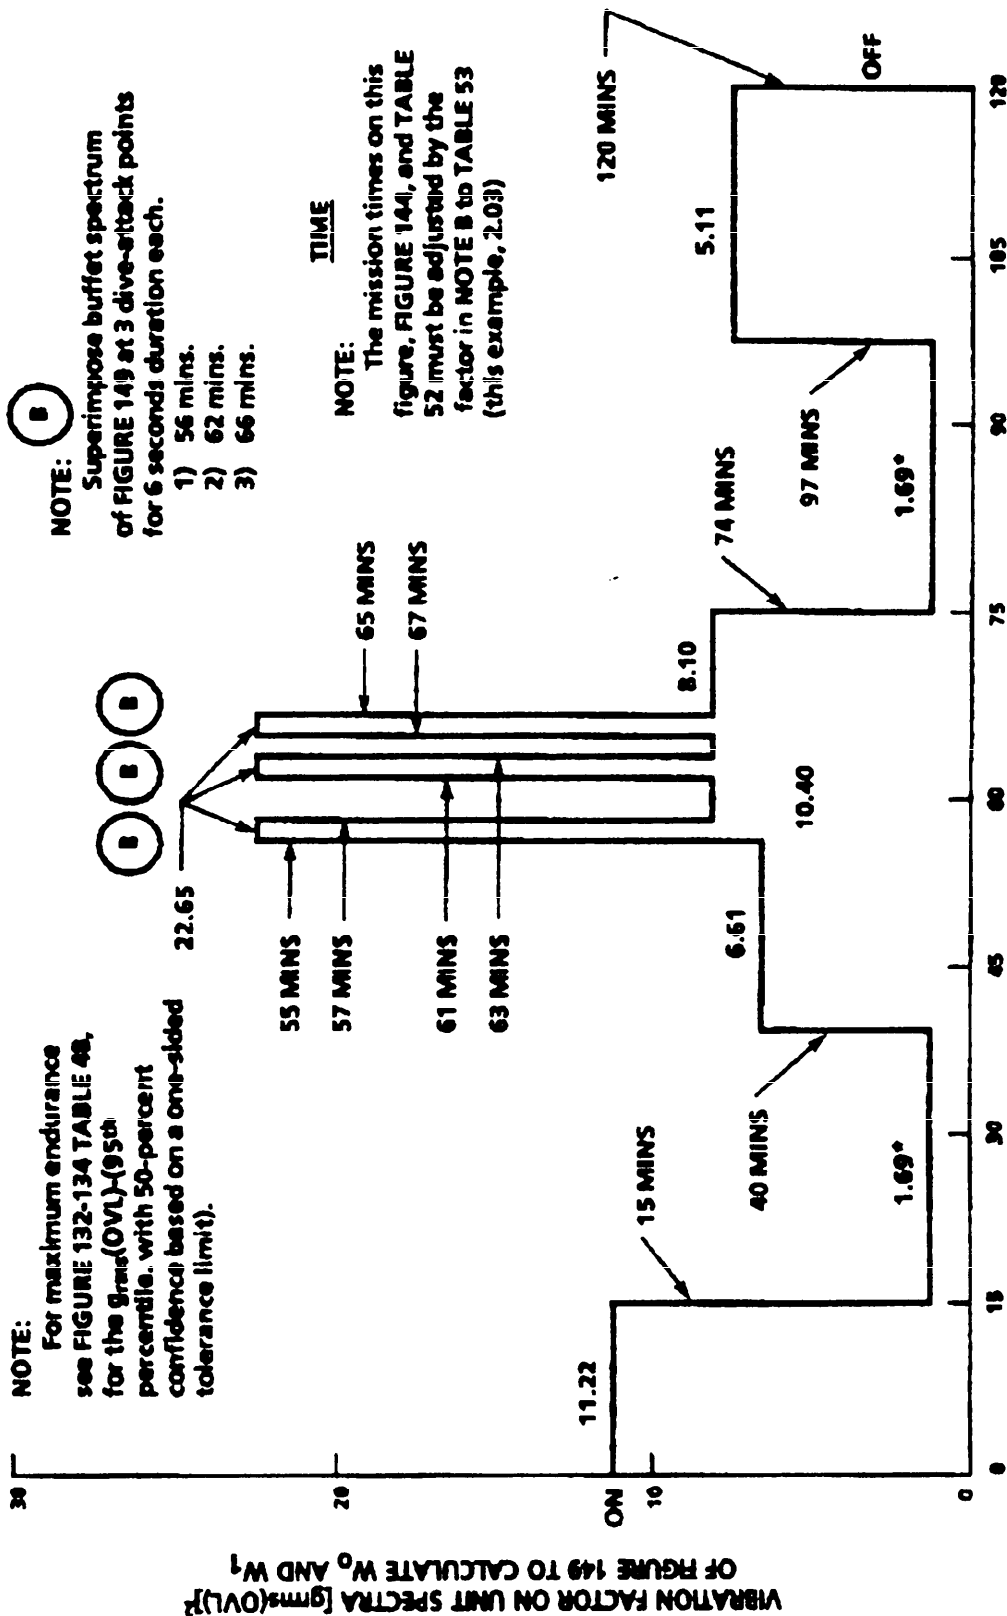 NOTE:
For maximum endurance
see FIGURE 132-134 TABLE 48,
for the grms(OVL)-(95th
percentile, with 50-percent
confidence based on a one-sided
tolerance limit).
B
NOTE:
Superimpose buffet spectrum
of FIGURE 149 at 3 dive-attack points
for 6 seconds duration each.
1) 56 mins.
2) 62 mins.
3) 66 mins.
TIME
NOTE:
The mission times on this
figure, FIGURE 144, and TABLE
52 must be adjusted by the
factor in NOTE B to TABLE 53
(this example, 2.03)
B B B
22.65
55 MINS
57 MINS
61 MINS
63 MINS
65 MINS
67 MINS
VIBRATION FACTOR ON UNIT SPECTRA [grms(OVL)]²
OF FIGURE 149 TO CALCULATE W₀ AND W₁
30
20
10
0
ON
11.22
15 MINS
1.69*
40 MINS
6.61
10.40
8.10
74 MINS
1.69*
97 MINS
5.11
120 MINS
OFF
0 15 30 45 60 75 90 105 120